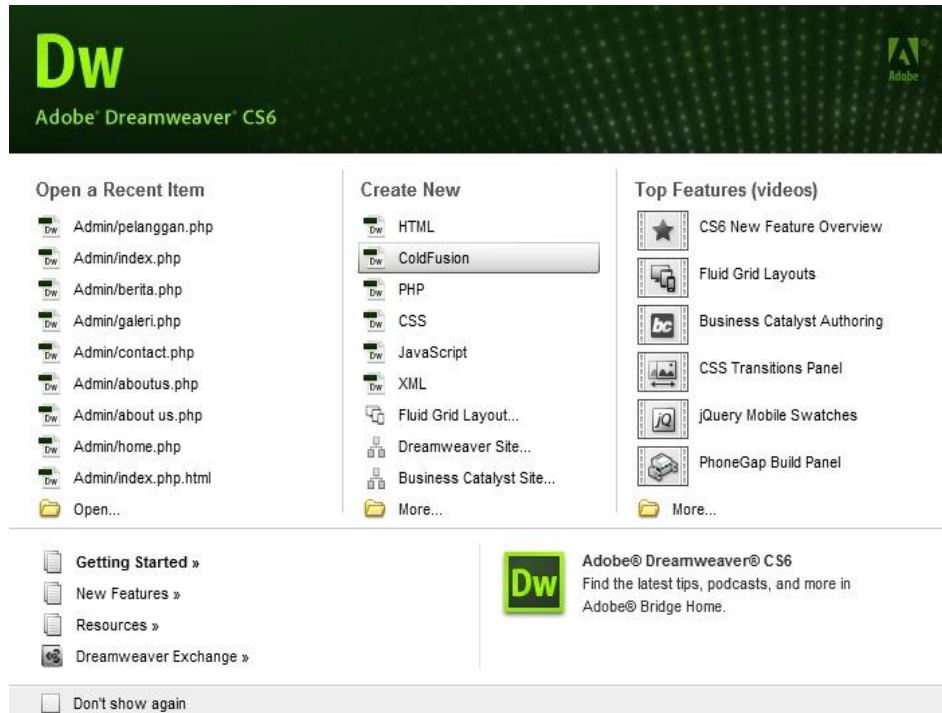 Dw
Adobe® Dreamweaver® CS6
Adobe®
Open a Recent Item
Admin/pelanggan.php
Admin/index.php
Admin/berita.php
Admin/galeri.php
Admin/contact.php
Admin/aboutus.php
Admin/about us.php
Admin/home.php
Admin/index.php.html
Open...
Create New
HTML
ColdFusion
PHP
CSS
JavaScript
XML
Fluid Grid Layout...
Dreamweaver Site...
Business Catalyst Site...
More...
Top Features (videos)
CS6 New Feature Overview
Fluid Grid Layouts
bc
Business Catalyst Authoring
CSS Transitions Panel
jQ
jQuery Mobile Swatches
PhoneGap Build Panel
More...
Getting Started »
New Features »
Resources »
Dreamweaver Exchange »
Dw
Adobe® Dreamweaver® CS6
Find the latest tips, podcasts, and more in
Adobe® Bridge Home.
Don't show again